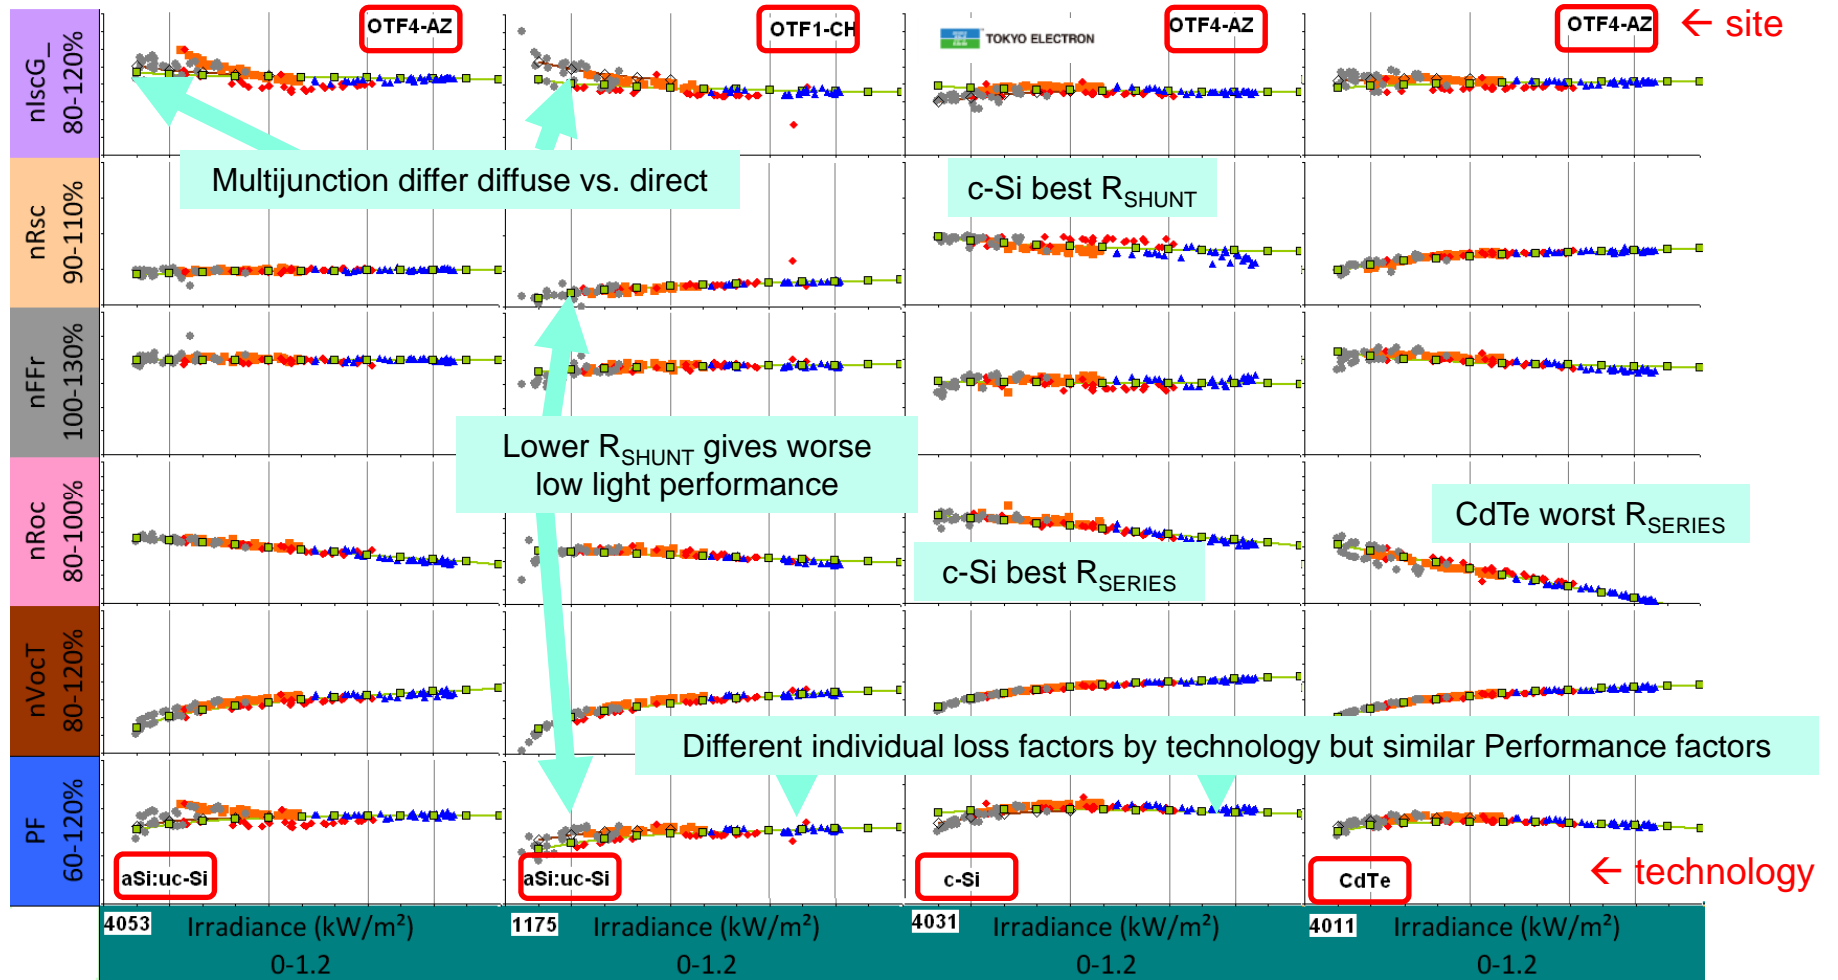 OTF4-AZ
OTF1-CH
TOKYO ELECTRON
OTF4-AZ
OTF4-AZ
← site
nIscG_
80-120%
Multijunction differ diffuse vs. direct
c-Si best RSHUNT
nRsc
90-110%
nFFr
100-130%
Lower RSHUNT gives worse
low light performance
nRoc
80-100%
CdTe worst RSERIES
c-Si best RSERIES
nVocT
80-120%
Different individual loss factors by technology but similar Performance factors
PF
60-120%
aSi:uc-Si
aSi:uc-Si
c-Si
CdTe
← technology
4053
Irradiance (kW/m²)
0-1.2
1175
Irradiance (kW/m²)
0-1.2
4031
Irradiance (kW/m²)
0-1.2
4011
Irradiance (kW/m²)
0-1.2